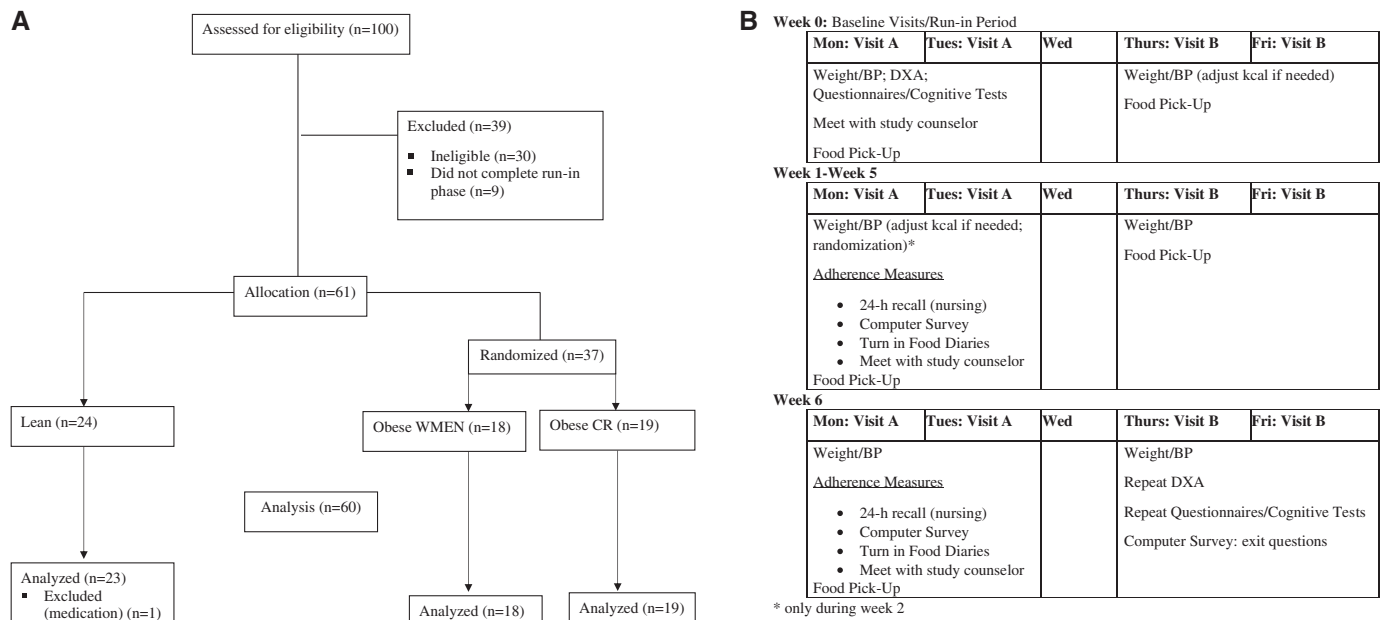 A
Assessed for eligibility (n=100)
Excluded (n=39)
▪ Ineligible (n=30)
▪ Did not complete run-in
phase (n=9)
Allocation (n=61)
Randomized (n=37)
Lean (n=24)
Obese WMEN (n=18)
Obese CR (n=19)
Analysis (n=60)
Analyzed (n=23)
▪ Excluded
(medication) (n=1)
Analyzed (n=18)
Analyzed (n=19)
B
Week 0: Baseline Visits/Run-in Period
Mon: Visit A Tues: Visit A Wed Thurs: Visit B Fri: Visit B
Weight/BP; DXA;
Questionnaires/Cognitive Tests
Meet with study counselor
Food Pick-Up
Weight/BP (adjust kcal if needed)
Food Pick-Up
Week 1-Week 5
Mon: Visit A Tues: Visit A Wed Thurs: Visit B Fri: Visit B
Weight/BP (adjust kcal if needed;
randomization)*
Adherence Measures
• 24-h recall (nursing)
• Computer Survey
• Turn in Food Diaries
• Meet with study counselor
Food Pick-Up
Weight/BP
Food Pick-Up
Week 6
Mon: Visit A Tues: Visit A Wed Thurs: Visit B Fri: Visit B
Weight/BP
Adherence Measures
• 24-h recall (nursing)
• Computer Survey
• Turn in Food Diaries
• Meet with study counselor
Food Pick-Up
Weight/BP
Repeat DXA
Repeat Questionnaires/Cognitive Tests
Computer Survey: exit questions
* only during week 2